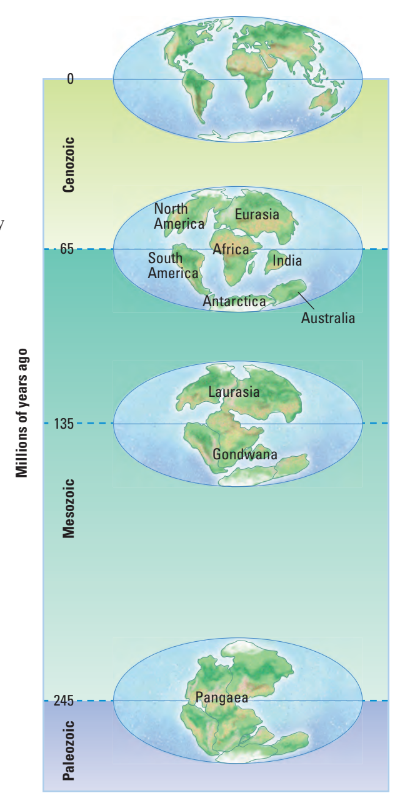 0
Cenozoic
y
North
America
Eurasia
Africa
South
America
India
Antarctica
65
Australia
Millions of years ago
Laurasia
135
Gondwana
Mesozoic
Pangaea
245
Paleozoic